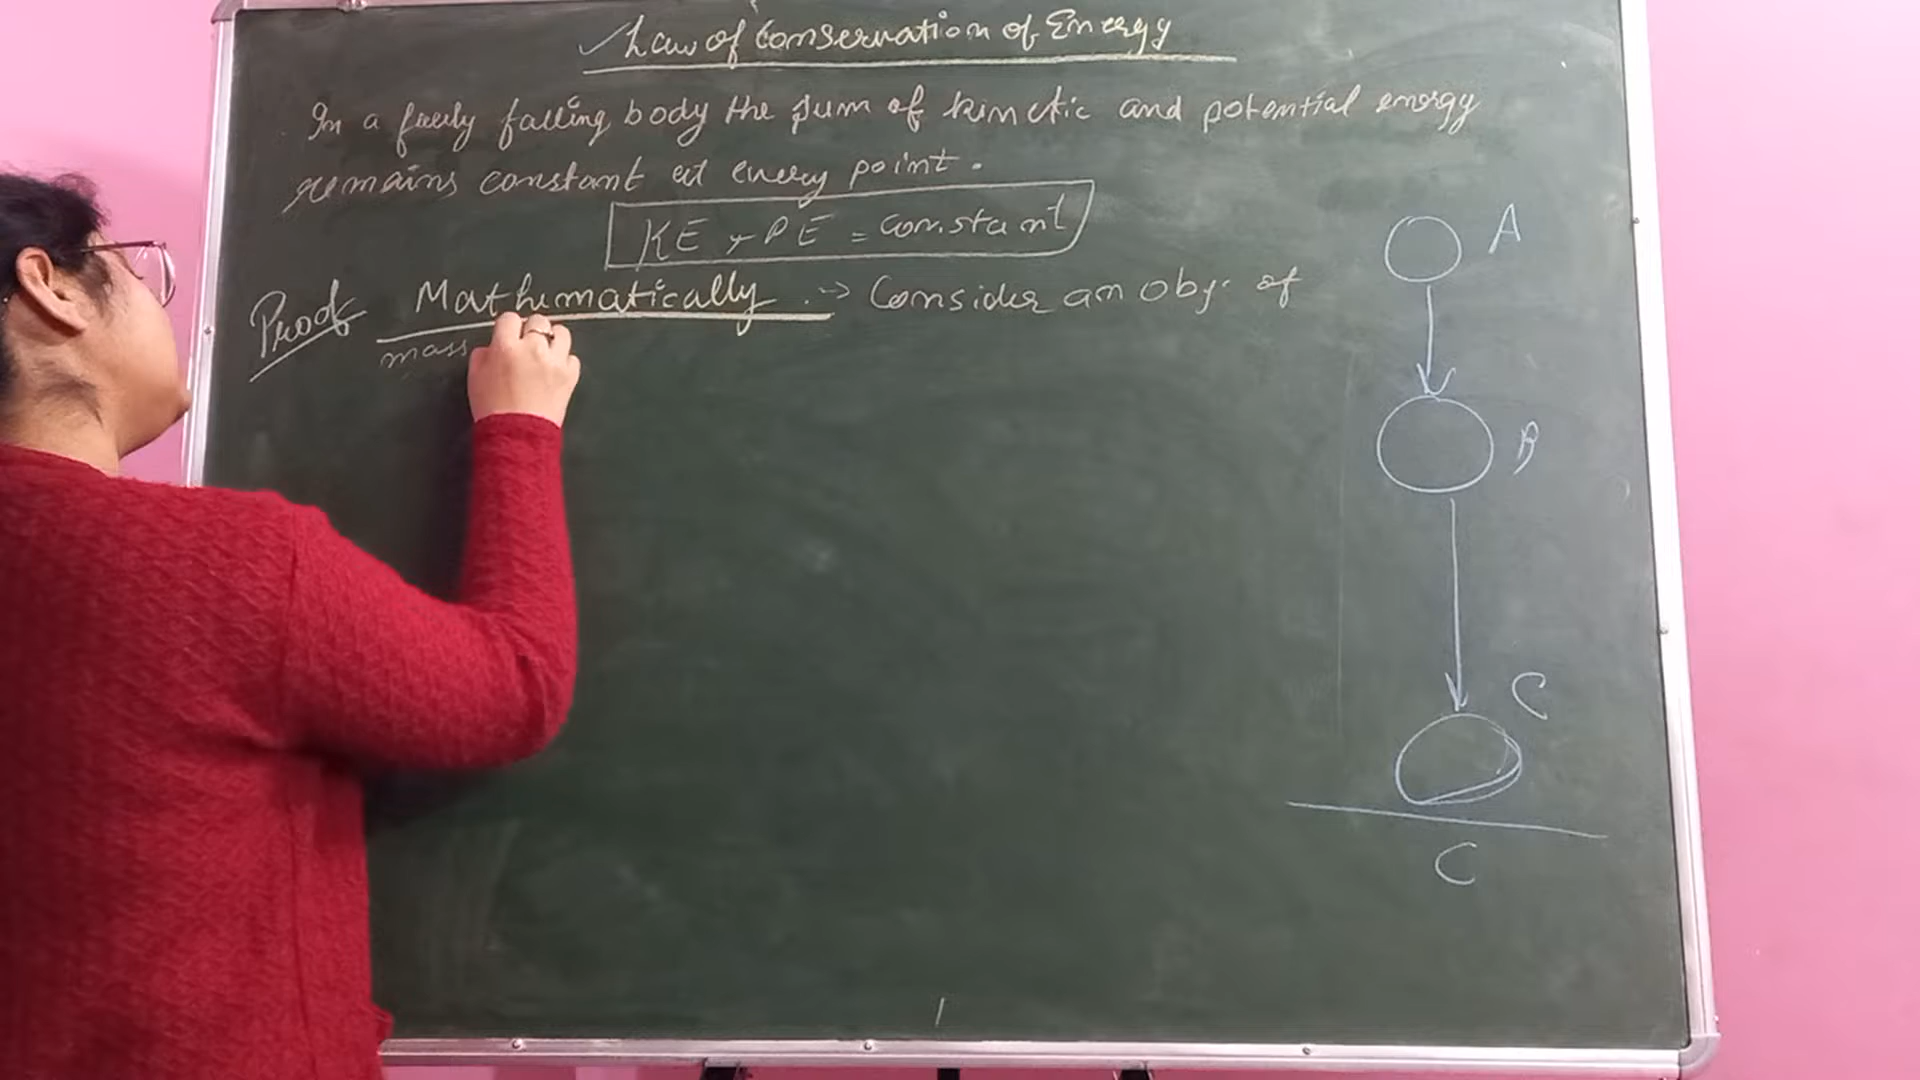 Law of Conservation of Energy
In a freely falling body the sum of kinetic and potential energy
remains constant at every point.
KE + PE = constant
Proof Mathematically :-> Consider an obj. of
mass
A
B
C
C